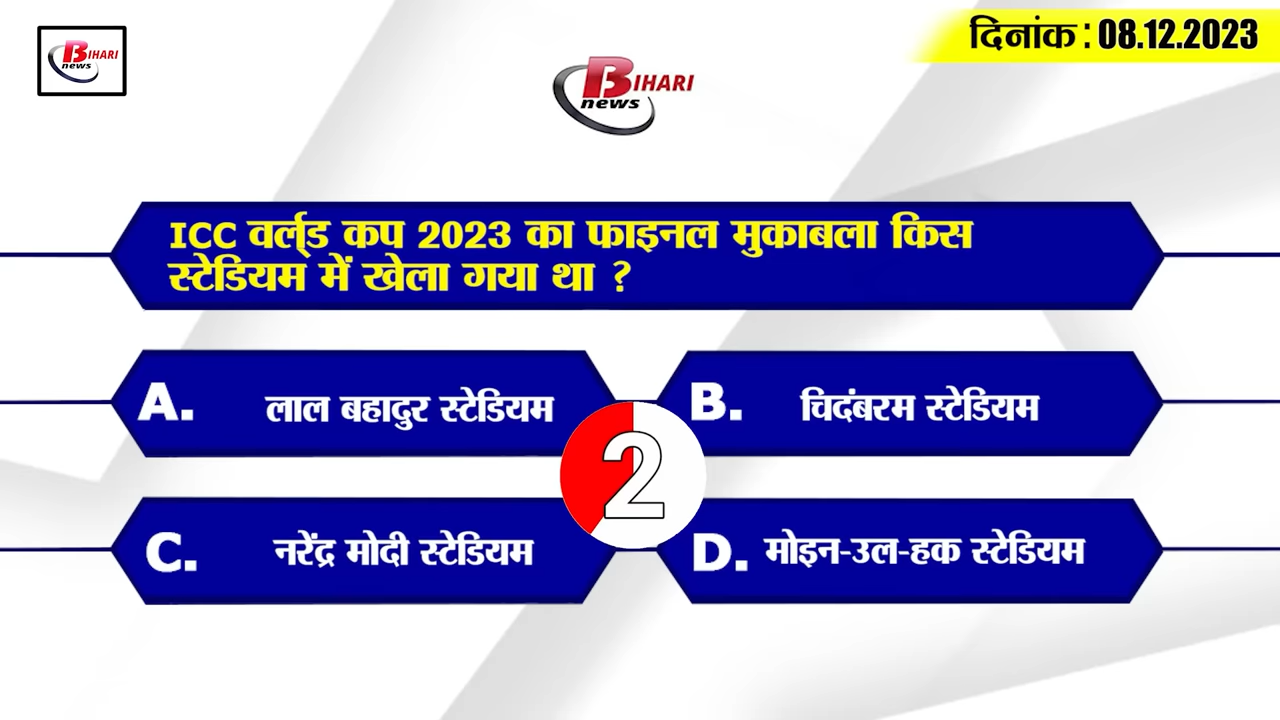 BIHARI
news
दिनांक : 08.12.2023
BIHARI
news
ICC वर्ल्ड कप 2023 का फाइनल मुकाबला किस
स्टेडियम में खेला गया था ?
A. लाल बहादुर स्टेडियम
B. चिदंबरम स्टेडियम
2
C. नरेंद्र मोदी स्टेडियम
D. मोइन-उल-हक स्टेडियम